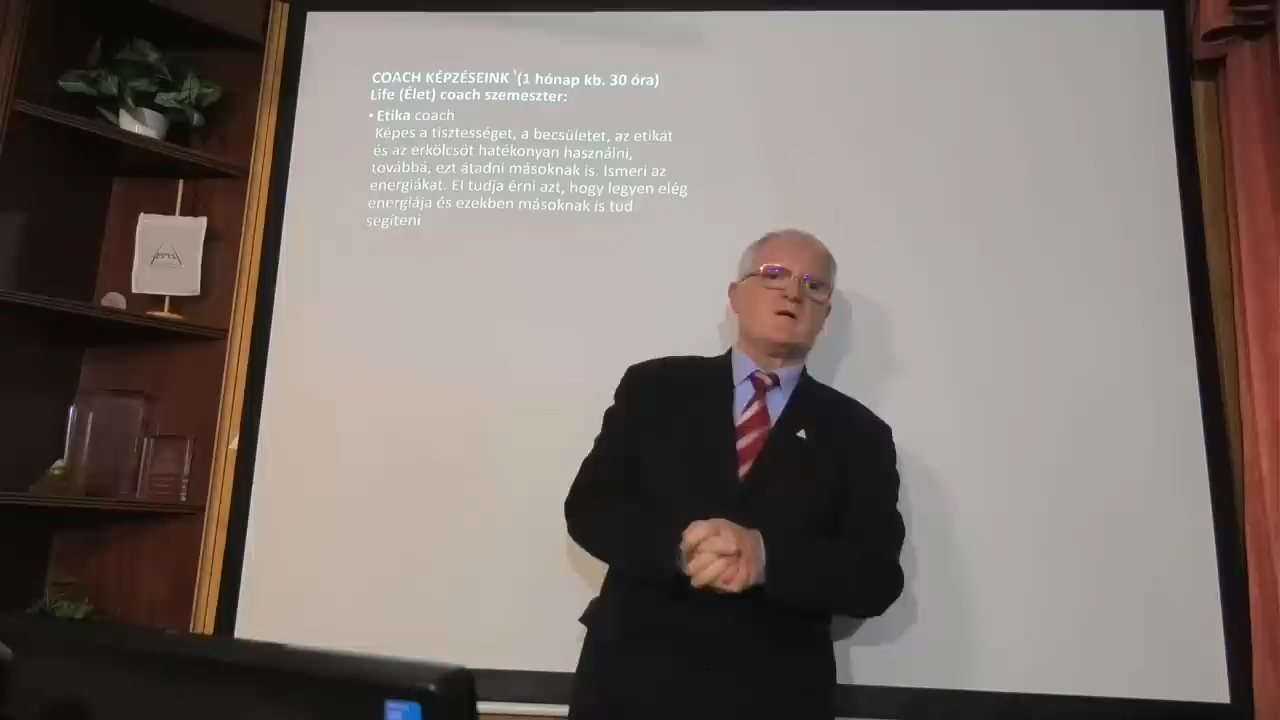 COACH KÉPZÉSEINK (1 hónap kb. 30 óra)
Life (Élet) coach szemeszter:
• Etika coach
Képes a tisztességet, a becsületet, az etikát
és az erkölcsöt hatékonyan használni,
továbbá, ezt átadni másoknak is. Ismeri az
energiákat. El tudja érni azt, hogy legyen elég
energiája és ezekben másoknak is tud
segíteni